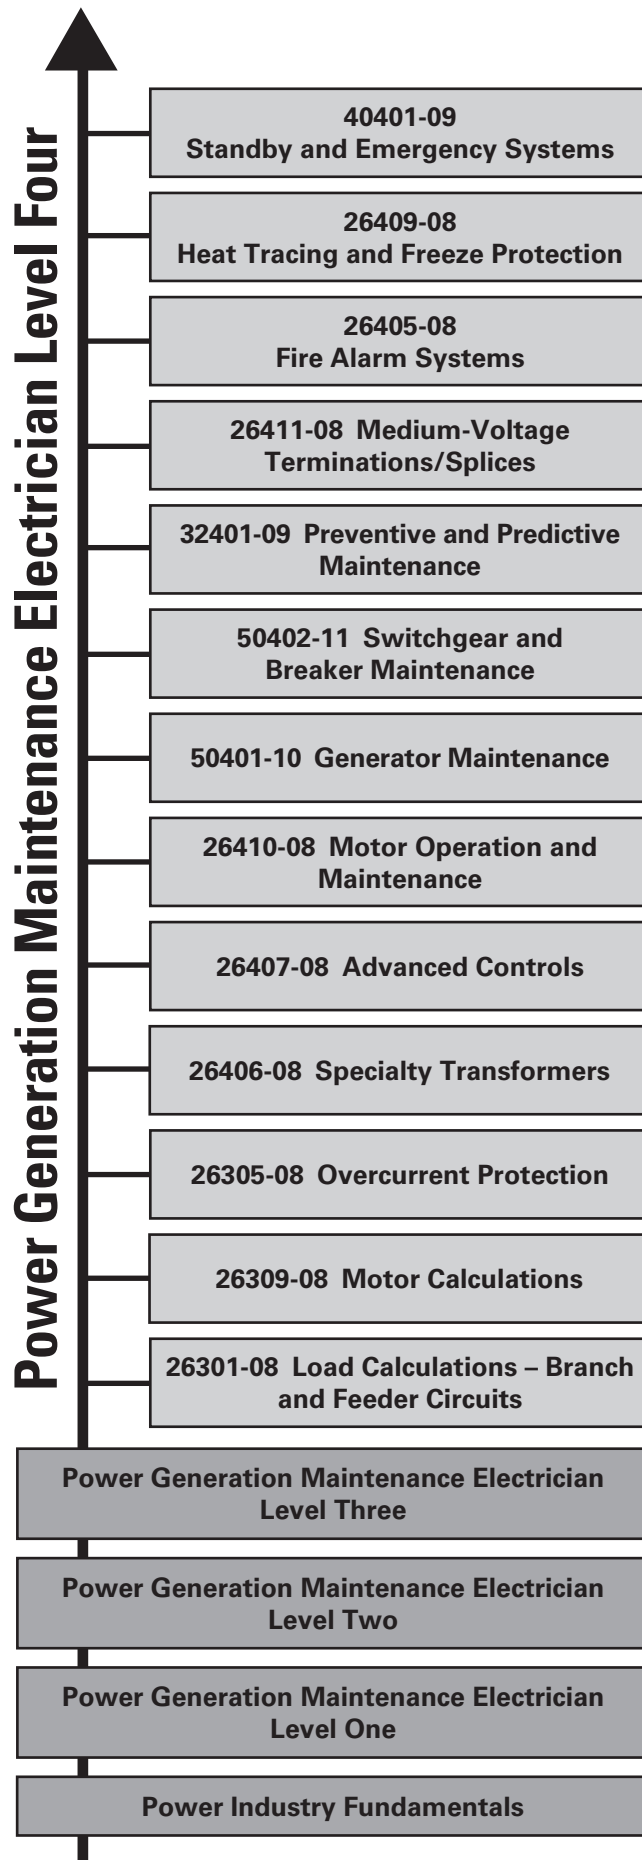 Power Generation Maintenance Electrician Level Four
40401-09
Standby and Emergency Systems
26409-08
Heat Tracing and Freeze Protection
26405-08
Fire Alarm Systems
26411-08 Medium-Voltage
Terminations/Splices
32401-09 Preventive and Predictive
Maintenance
50402-11 Switchgear and
Breaker Maintenance
50401-10 Generator Maintenance
26410-08 Motor Operation and
Maintenance
26407-08 Advanced Controls
26406-08 Specialty Transformers
26305-08 Overcurrent Protection
26309-08 Motor Calculations
26301-08 Load Calculations – Branch
and Feeder Circuits
Power Generation Maintenance Electrician
Level Three
Power Generation Maintenance Electrician
Level Two
Power Generation Maintenance Electrician
Level One
Power Industry Fundamentals